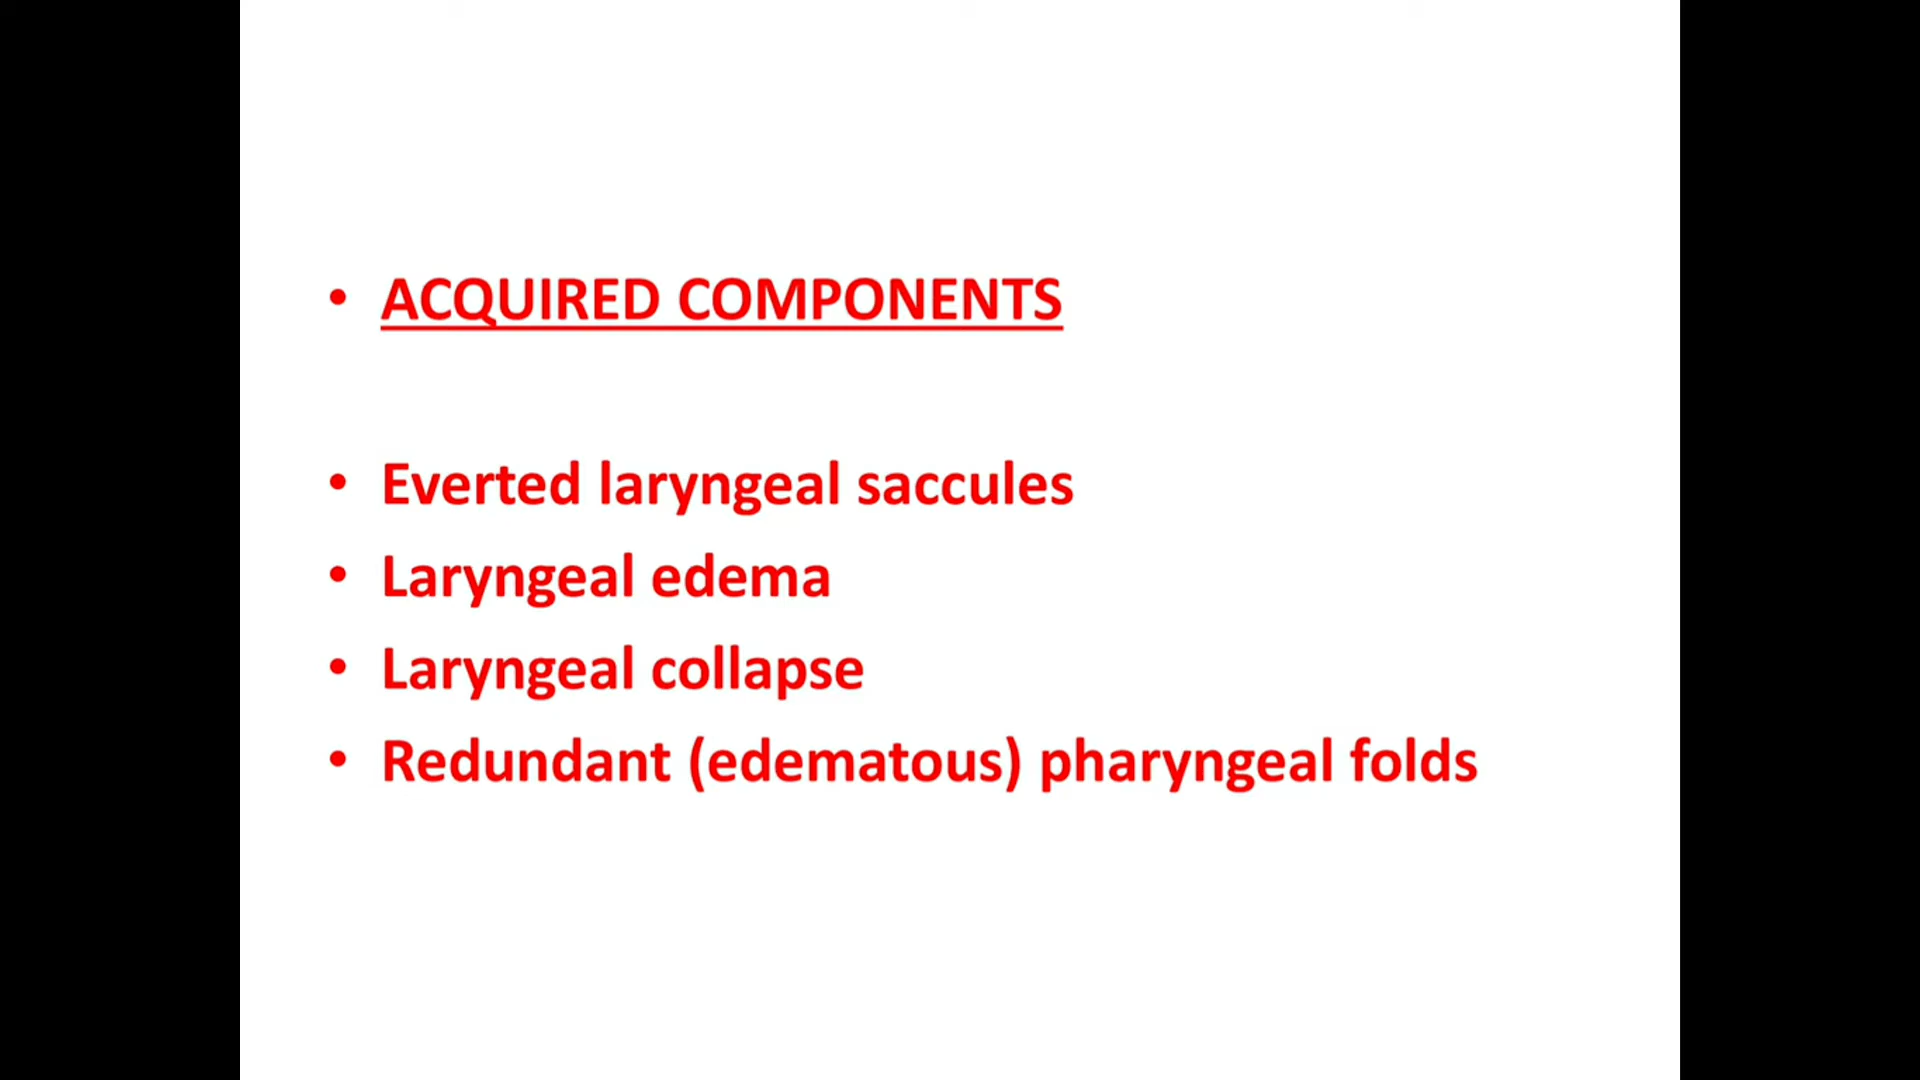 • ACQUIRED COMPONENTS
• Everted laryngeal saccules
• Laryngeal edema
• Laryngeal collapse
• Redundant (edematous) pharyngeal folds